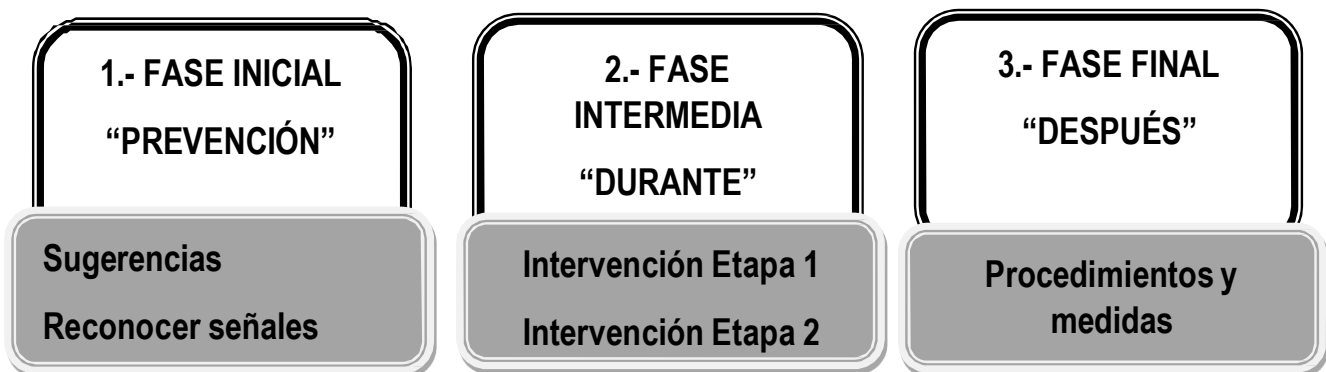 1.- FASE INICIAL
“PREVENCIÓN”
Sugerencias
Reconocer señales
2.- FASE
INTERMEDIA
“DURANTE”
Intervención Etapa 1
Intervención Etapa 2
3.- FASE FINAL
“DESPUÉS”
Procedimientos y
medidas